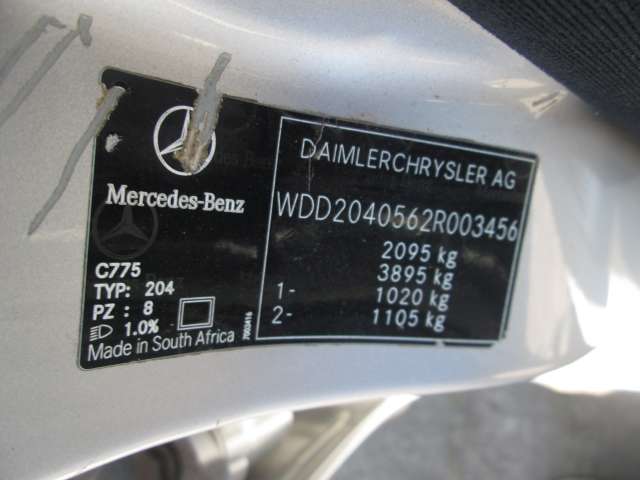 Mercedes-Benz
C775
TYP: 204
PZ : 8
1.0%
Made in South Africa
700416
DAIMLERCHRYSLER AG
WDD2040562R003456
2095 kg
3895 kg
1- 1020 kg
2- 1105 kg